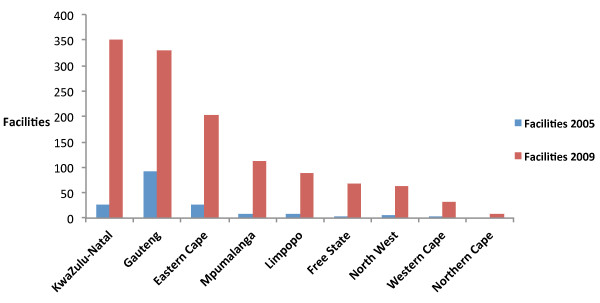 400
350
300
250
200
150
100
50
0
Facilities
KwaZulu-Natal
Gauteng
Eastern Cape
Mpumalanga
Limpopo
Free State
North West
Western Cape
Northern Cape
Facilities 2005
Facilities 2009